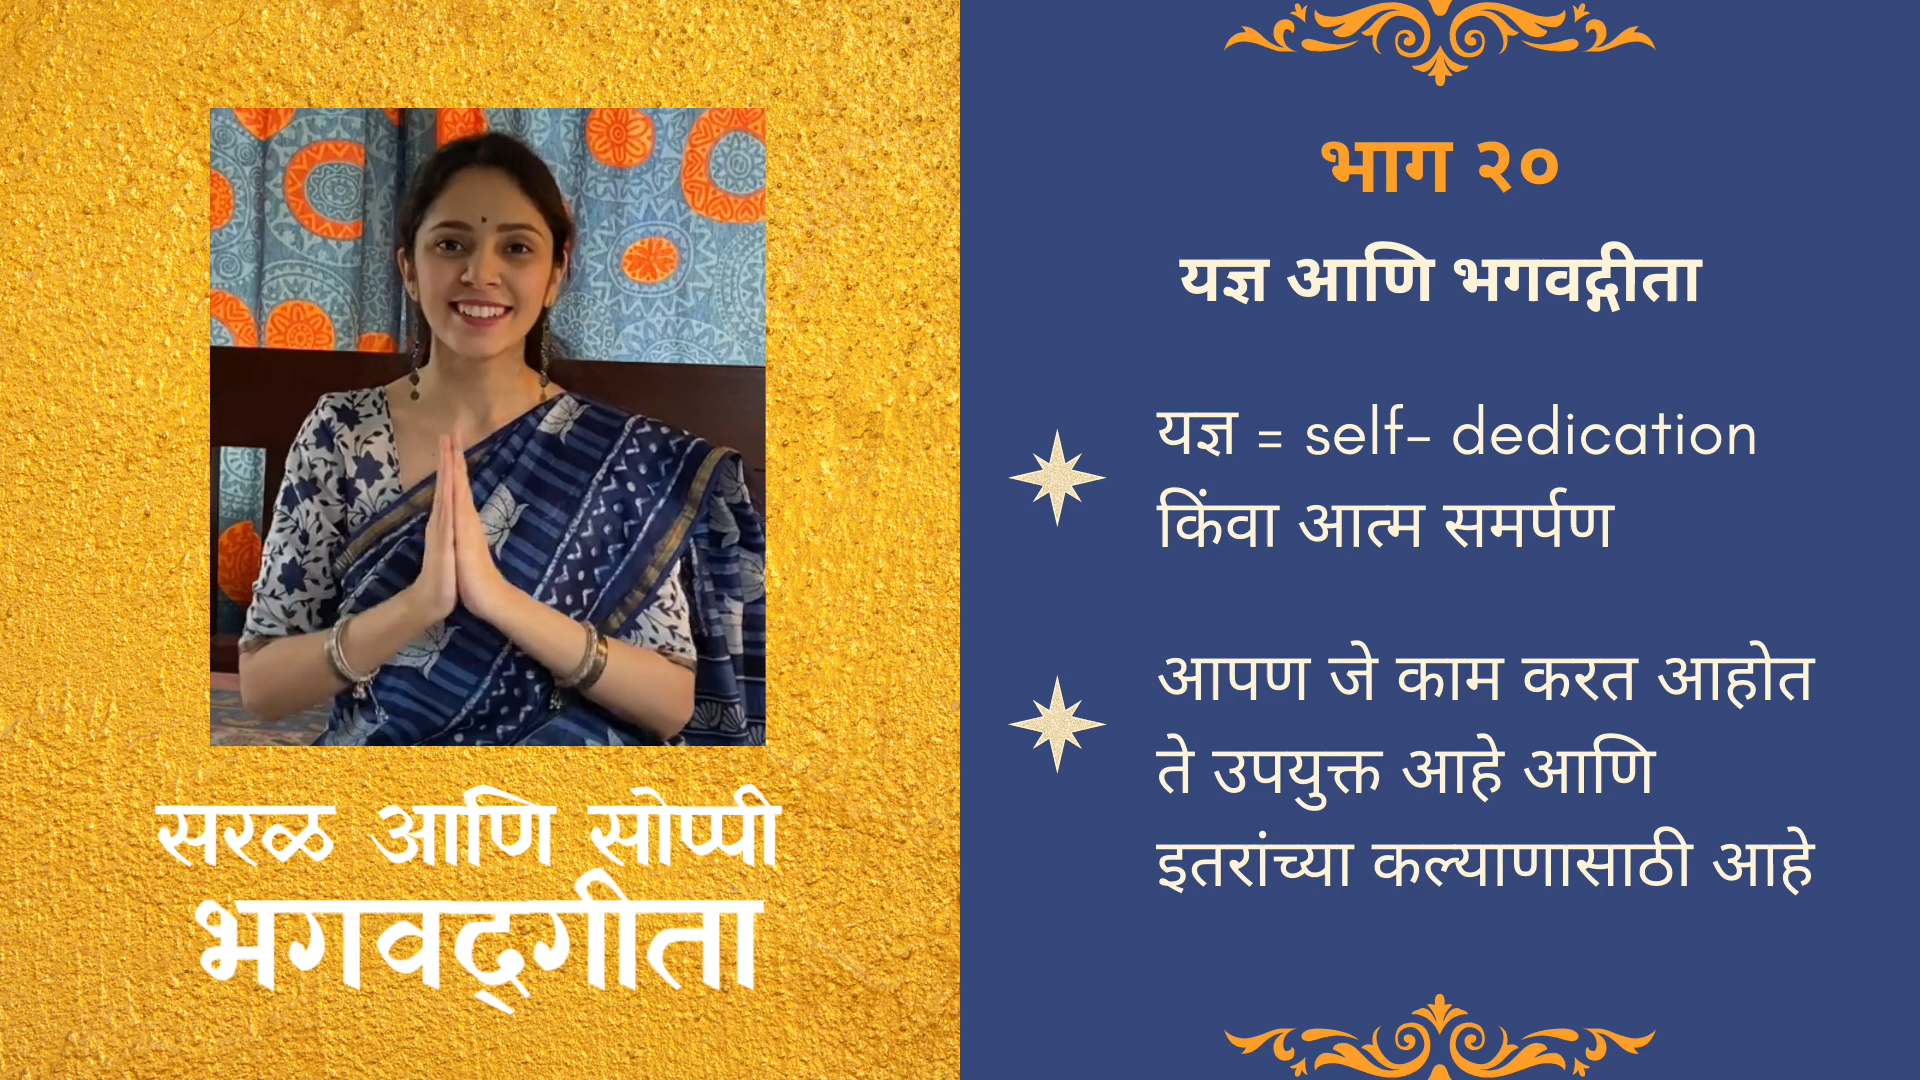 सरळ आणि सोप्पी
भगवद्‌गीता
भाग २०
यज्ञ आणि भगवद्गीता
यज्ञ = self- dedication
किंवा आत्म समर्पण
आपण जे काम करत आहोत
ते उपयुक्त आहे आणि
इतरांच्या कल्याणासाठी आहे